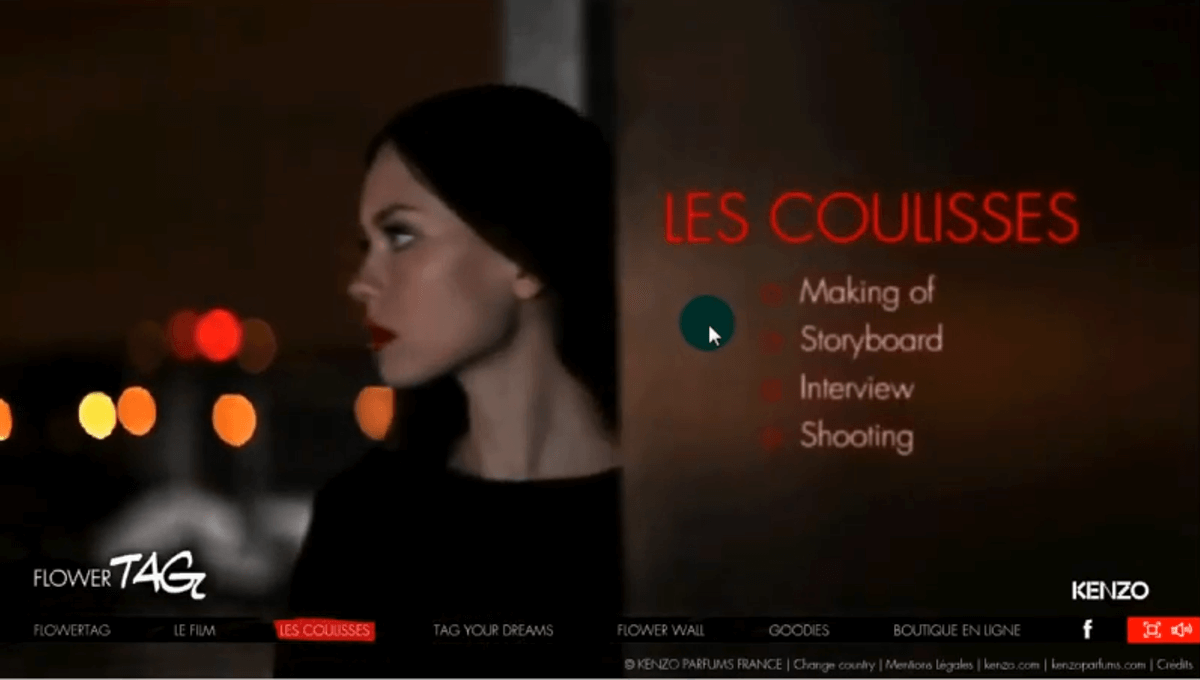 LES COULISSES
Making of
Storyboard
Interview
Shooting
FLOWER TAG
KENZO
FLOWERTAG LE FILM LES COULISSES TAG YOUR DREAMS FLOWER WALL GOODIES BOUTIQUE EN LIGNE f
© KENZO PARFUMS FRANCE | Change country | Mentions Légales | kenzo.com | kenzoparfums.com | Crédits